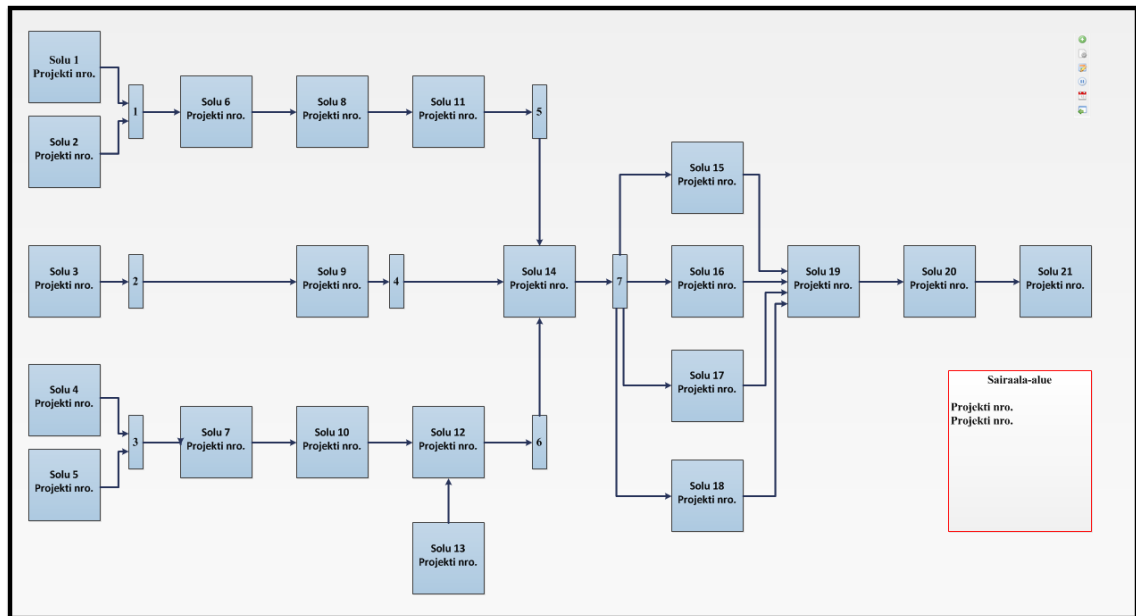 Solu 1
Projekti nro.
Solu 2
Projekti nro.
1
Solu 6
Projekti nro.
Solu 8
Projekti nro.
Solu 11
Projekti nro.
5
Solu 3
Projekti nro.
2
Solu 9
Projekti nro.
4
Solu 14
Projekti nro.
7
Solu 15
Projekti nro.
Solu 16
Projekti nro.
Solu 17
Projekti nro.
Solu 18
Projekti nro.
Solu 19
Projekti nro.
Solu 20
Projekti nro.
Solu 21
Projekti nro.
Solu 4
Projekti nro.
Solu 5
Projekti nro.
3
Solu 7
Projekti nro.
Solu 10
Projekti nro.
Solu 12
Projekti nro.
6
Solu 13
Projekti nro.
Sairaala-alue
Projekti nro.
Projekti nro.